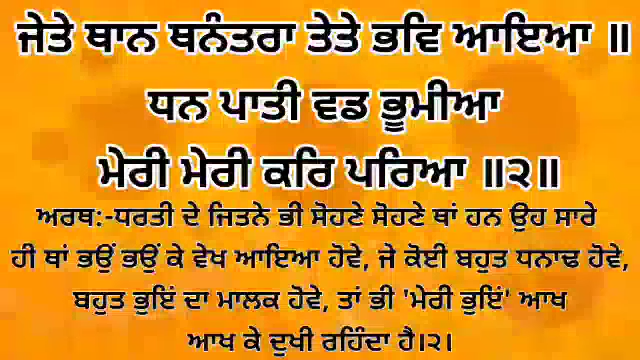 ਜੇਤੇ ਥਾਨ ਥਨੰਤਰਾ ਤੇਤੇ ਭਵਿ ਆਇਆ ॥
ਧਨ ਪਾਤੀ ਵਡ ਭੂਮੀਆ
ਮੇਰੀ ਮੇਰੀ ਕਰਿ ਪਰਿਆ ॥੨॥
ਅਰਥ:-ਧਰਤੀ ਦੇ ਜਿਤਨੇ ਭੀ ਸੋਹਣੇ ਸੋਹਣੇ ਥਾਂ ਹਨ ਉਹ ਸਾਰੇ
ਹੀ ਥਾਂ ਭਉਂ ਭਉਂ ਕੇ ਵੇਖ ਆਇਆ ਹੋਵੇ, ਜੇ ਕੋਈ ਬਹੁਤ ਧਨਾਢ ਹੋਵੇ,
ਬਹੁਤ ਭੁਇਂ ਦਾ ਮਾਲਕ ਹੋਵੇ, ਤਾਂ ਭੀ 'ਮੇਰੀ ਭੁਇਂ' ਆਖ
ਆਖ ਕੇ ਦੁਖੀ ਰਹਿੰਦਾ ਹੈ।੨।